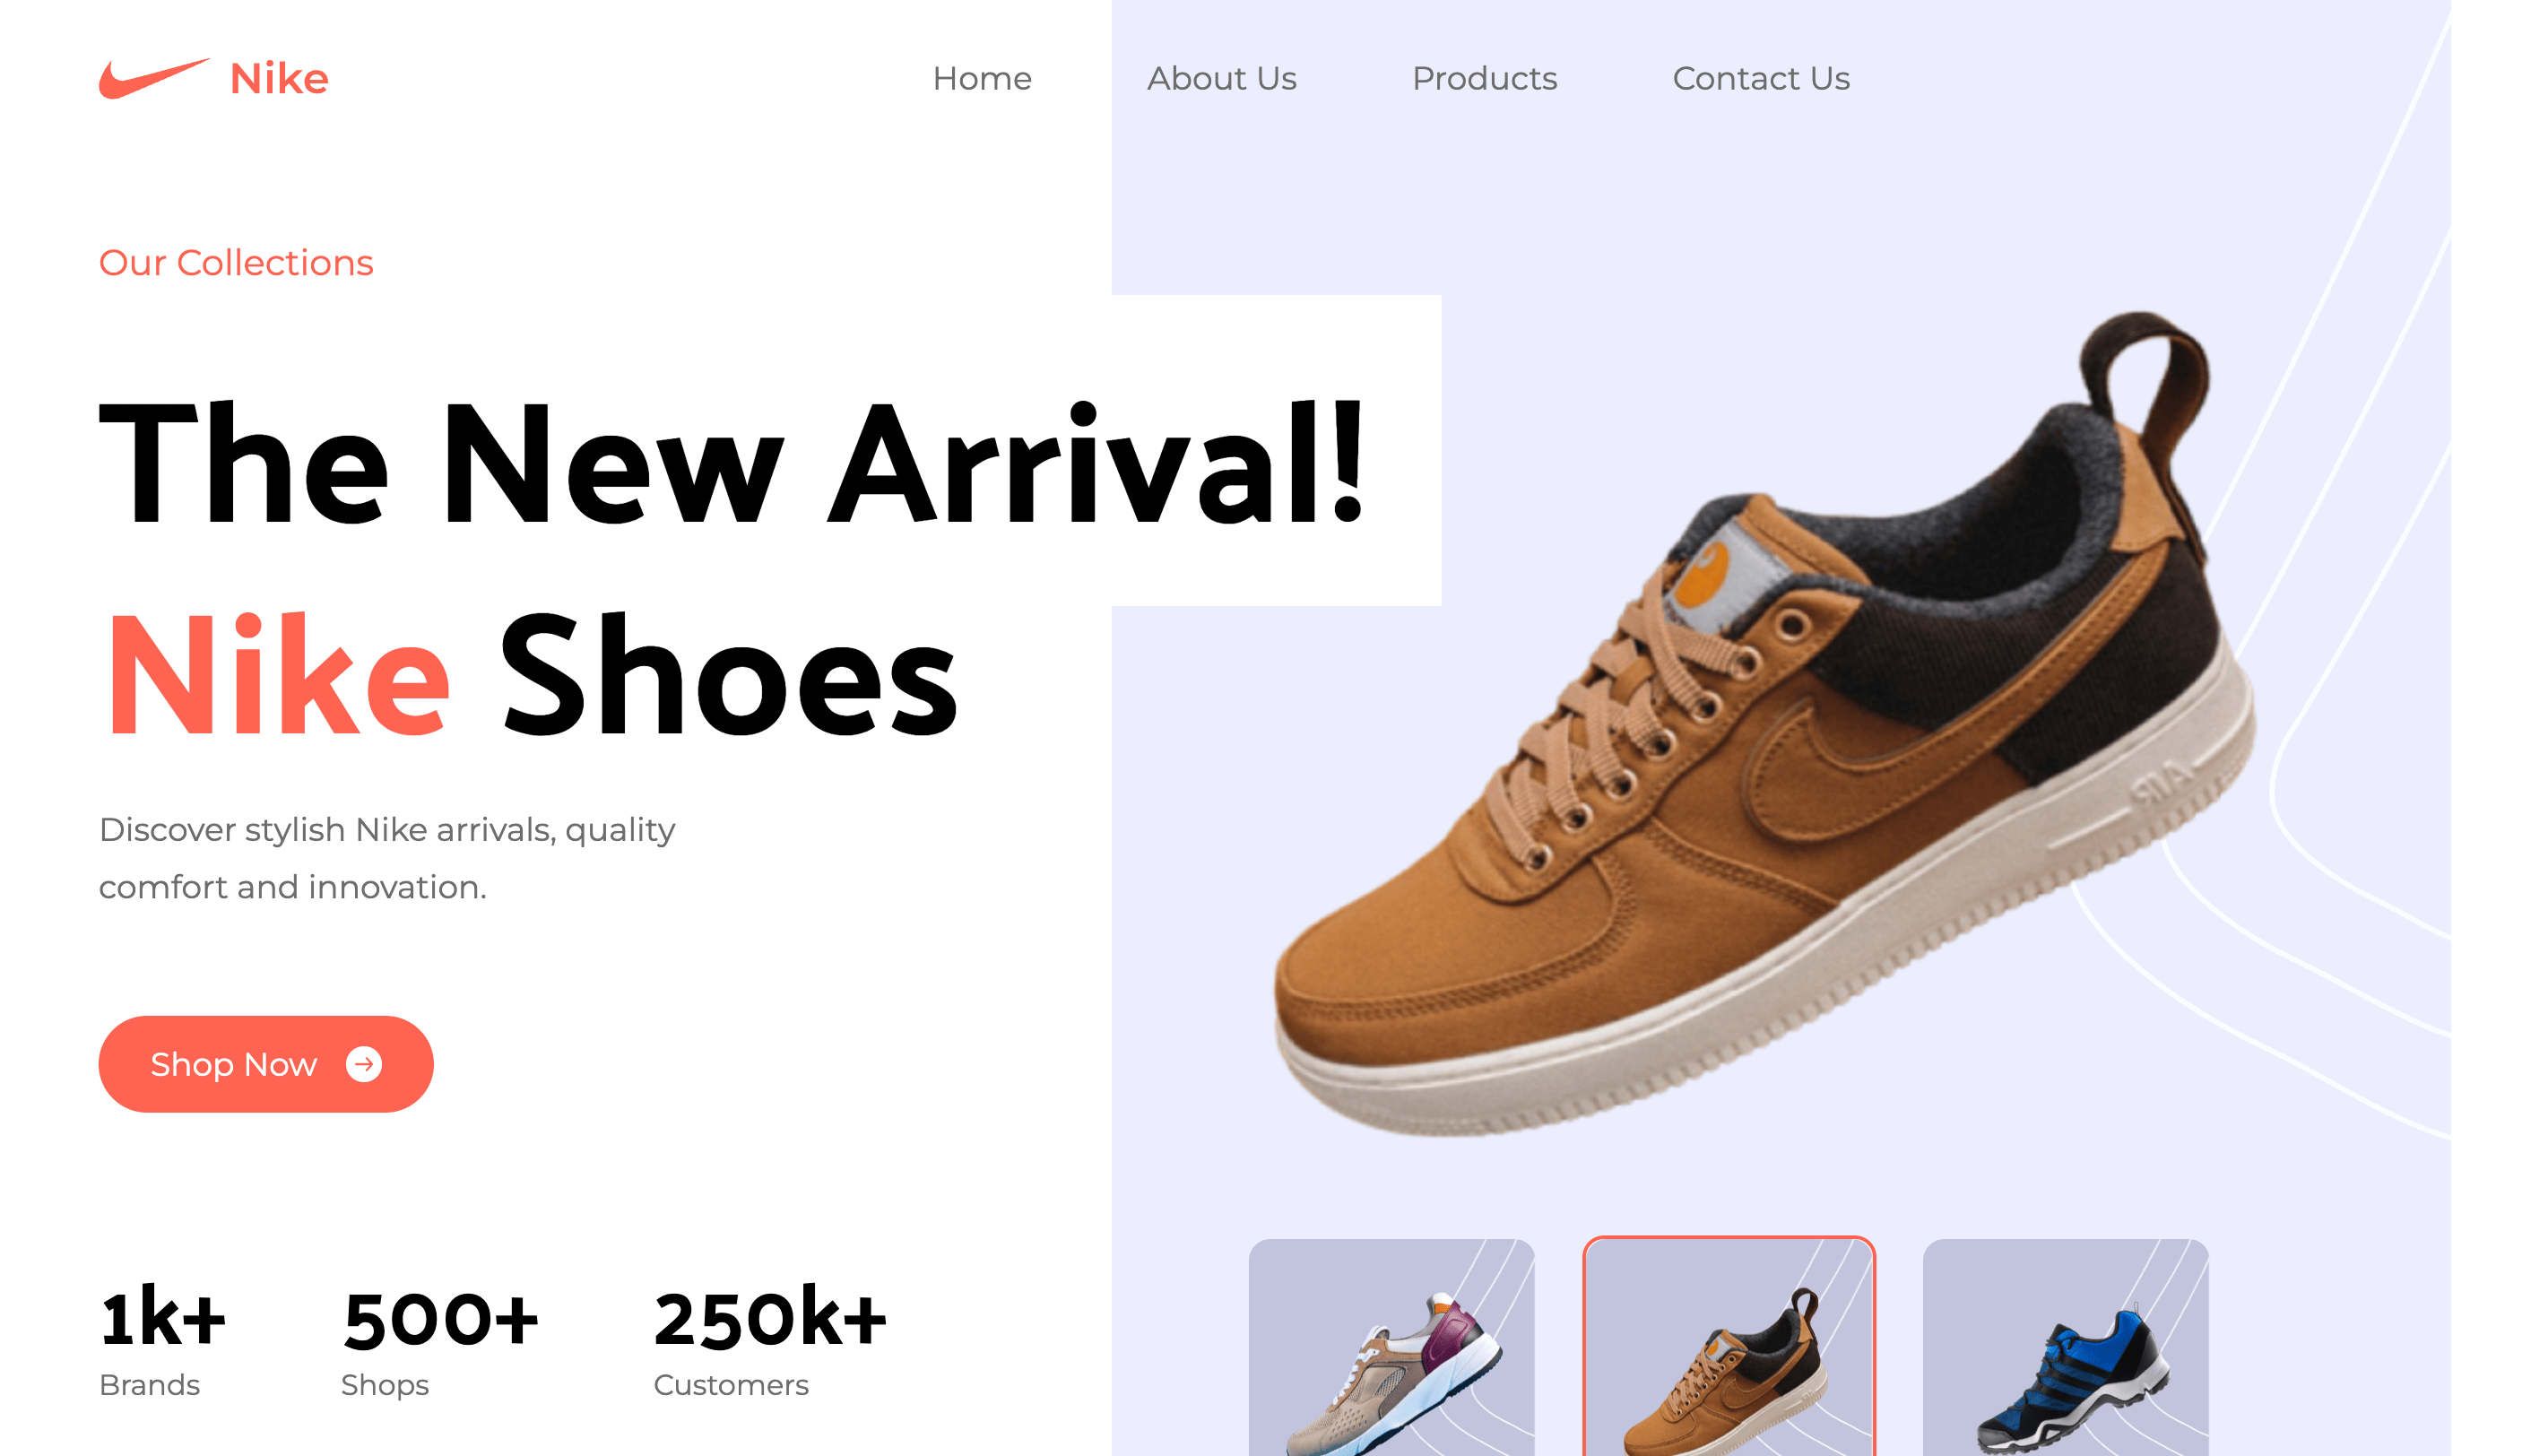 Nike
Home
About Us
Products
Contact Us
Our Collections
The New Arrival!
Nike Shoes
Discover stylish Nike arrivals, quality
comfort and innovation.
Shop Now
1k+
Brands
500+
Shops
250k+
Customers
AIR